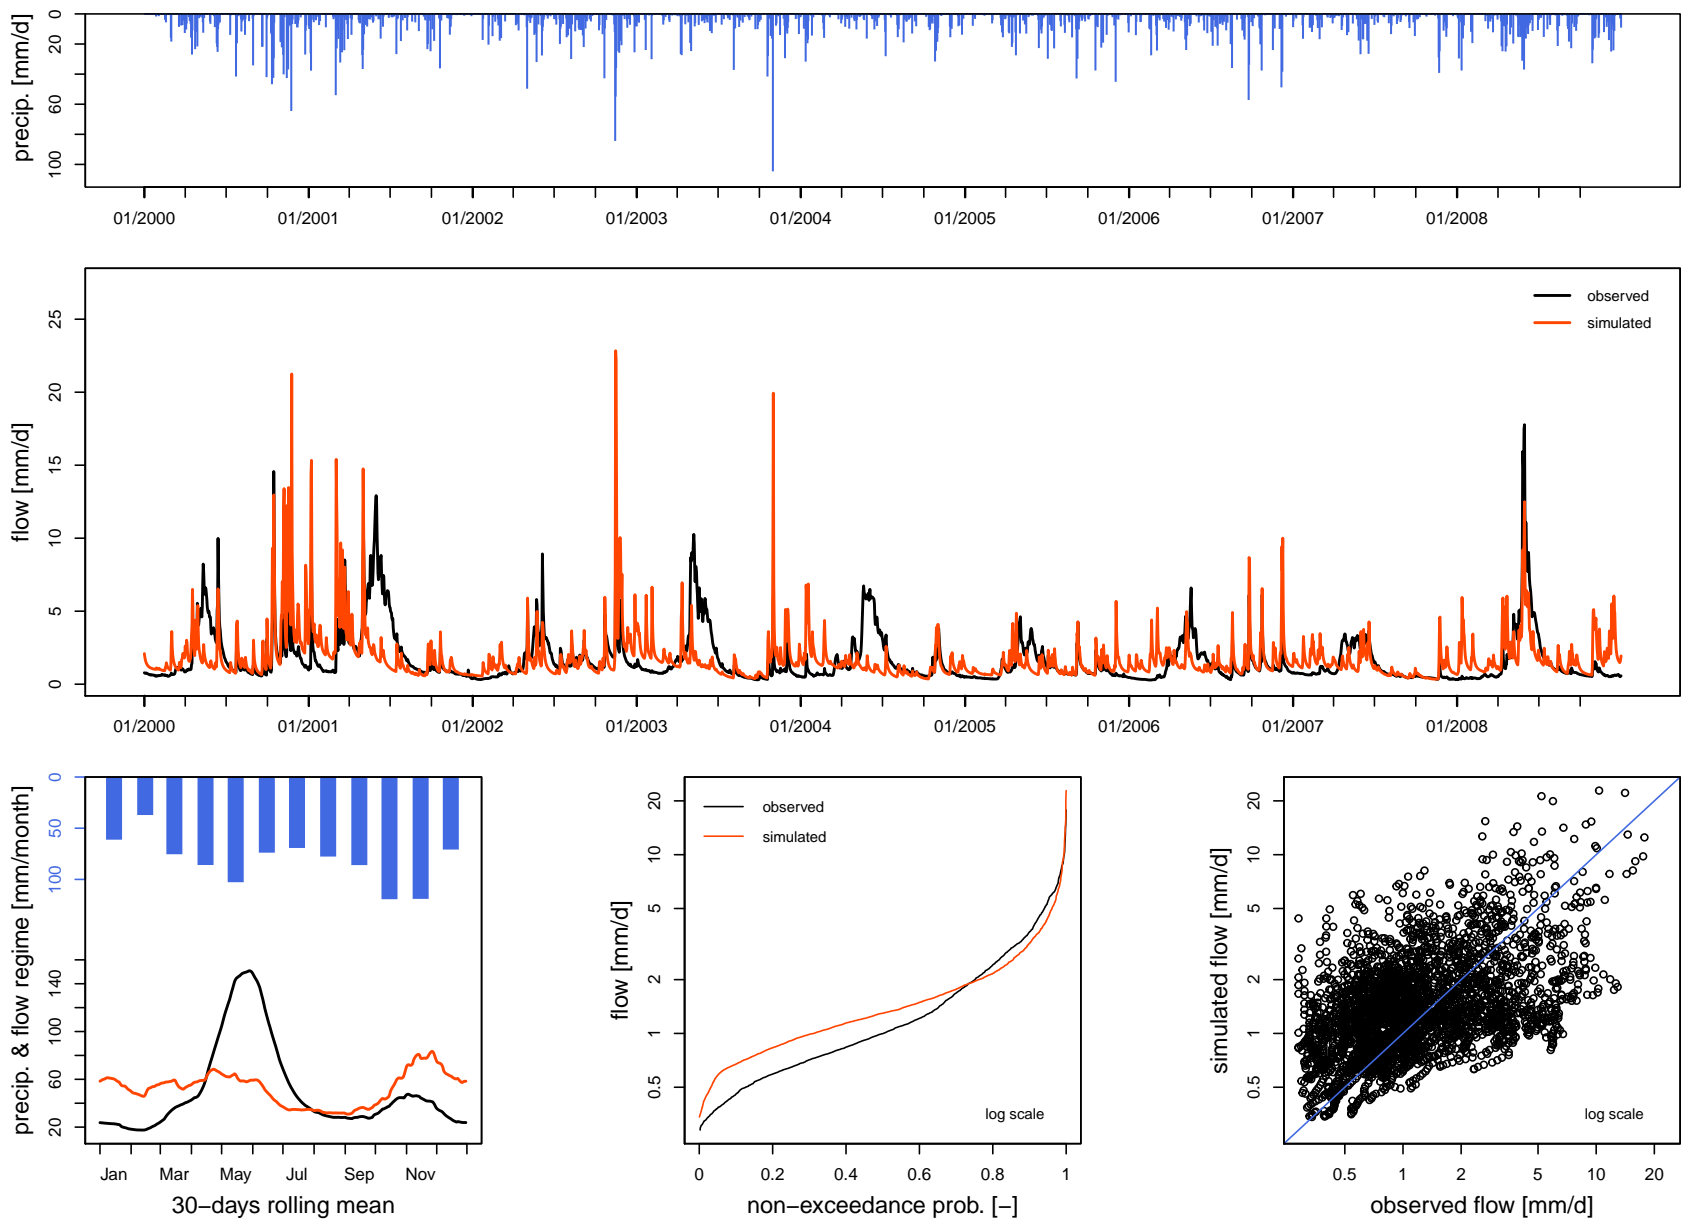 precip. [mm/d]
0
20
60
100
01/2000
01/2001
01/2002
01/2003
01/2004
01/2005
01/2006
01/2007
01/2008
flow [mm/d]
0
5
10
15
20
25
observed
simulated
01/2000
01/2001
01/2002
01/2003
01/2004
01/2005
01/2006
01/2007
01/2008
precip. & flow regime [mm/month]
0
50
100
140
100
60
20
Jan
Mar
May
Jul
Sep
Nov
30−days rolling mean
flow [mm/d]
20
10
5
2
1
0.5
observed
simulated
log scale
0
0.2
0.4
0.6
0.8
1
non−exceedance prob. [−]
simulated flow [mm/d]
20
10
5
2
1
0.5
log scale
0.5
1
2
5
10
20
observed flow [mm/d]